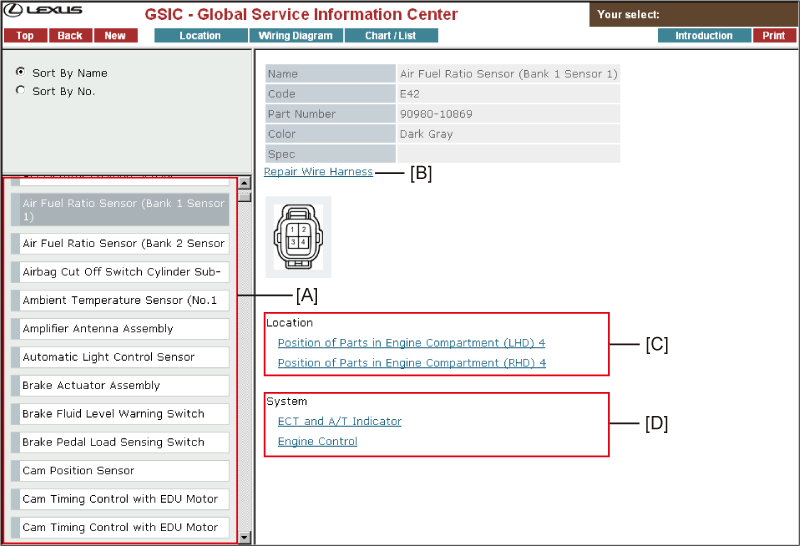 LEXUS
GSIC - Global Service Information Center
Your select:
Top Back New Location Wiring Diagram Chart / List Introduction Print
Sort By Name
Sort By No.
Air Fuel Ratio Sensor (Bank 1 Sensor
1)
Air Fuel Ratio Sensor (Bank 2 Sensor
Airbag Cut Off Switch Cylinder Sub-
Ambient Temperature Sensor (No.1
Amplifier Antenna Assembly
Automatic Light Control Sensor
Brake Actuator Assembly
Brake Fluid Level Warning Switch
Brake Pedal Load Sensing Switch
Cam Position Sensor
Cam Timing Control with EDU Motor
Cam Timing Control with EDU Motor
[A]
Name Air Fuel Ratio Sensor (Bank 1 Sensor 1)
Code E42
Part Number 90980-10869
Color Dark Gray
Spec
Repair Wire Harness [B]
1 2
3 4
Location
Position of Parts in Engine Compartment (LHD) 4
Position of Parts in Engine Compartment (RHD) 4
[C]
System
ECT and A/T Indicator
Engine Control
[D]